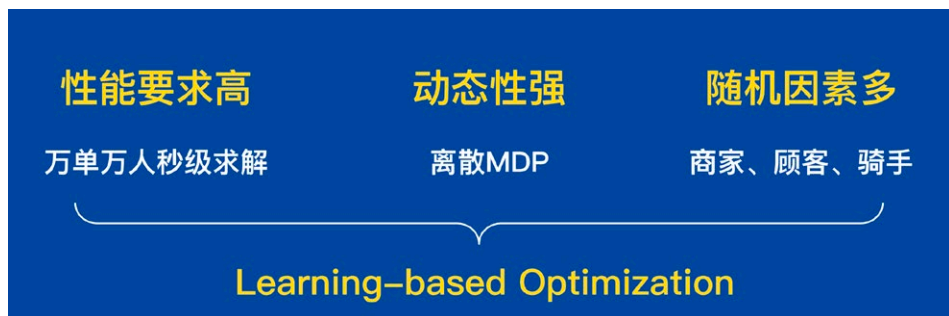 性能要求高 动态性强 随机因素多
万单万人秒级求解 离散MDP 商家、顾客、骑手
Learning-based Optimization